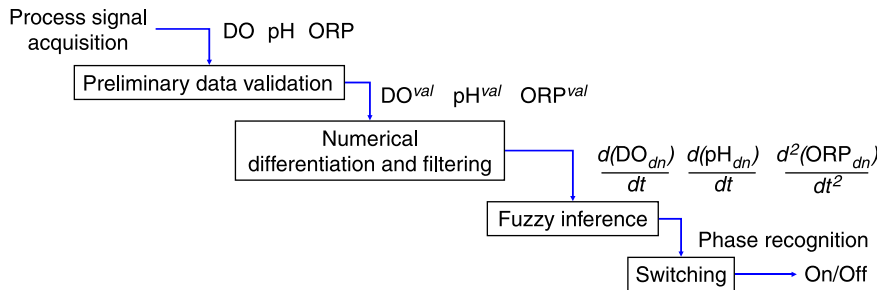 Process signal
acquisition
DO pH ORP
Preliminary data validation
DO^val pH^val ORP^val
Numerical
differentiation and filtering
d(DO_dn)/dt d(pH_dn)/dt d²(ORP_dn)/dt²
Fuzzy inference
Phase recognition
Switching
On/Off